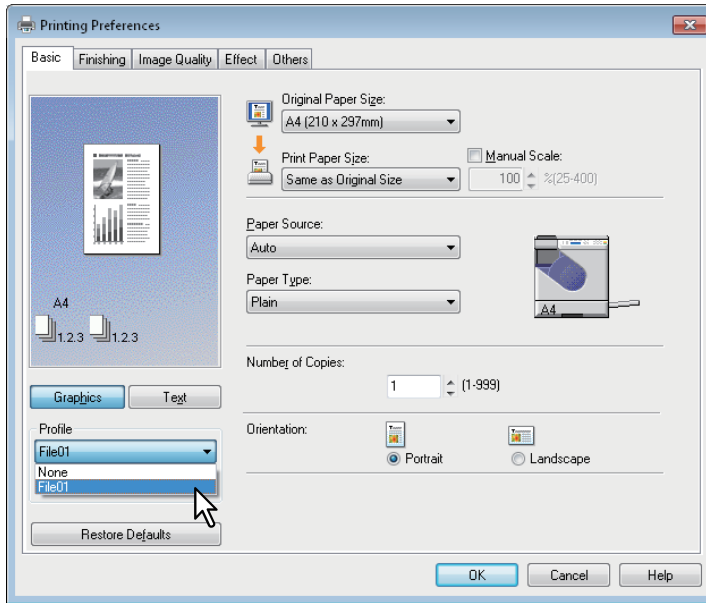 Printing Preferences
Basic
Finishing
Image Quality
Effect
Others
A4
1.2.3
1.2.3
Graphics
Text
Profile
File01
None
File01
Restore Defaults
Original Paper Size:
A4 (210 x 297mm)
Print Paper Size:
Same as Original Size
Manual Scale:
100 %(25-400)
Paper Source:
Auto
Paper Type:
Plain
A4
Number of Copies:
1 (1-999)
Orientation:
Portrait
Landscape
OK
Cancel
Help